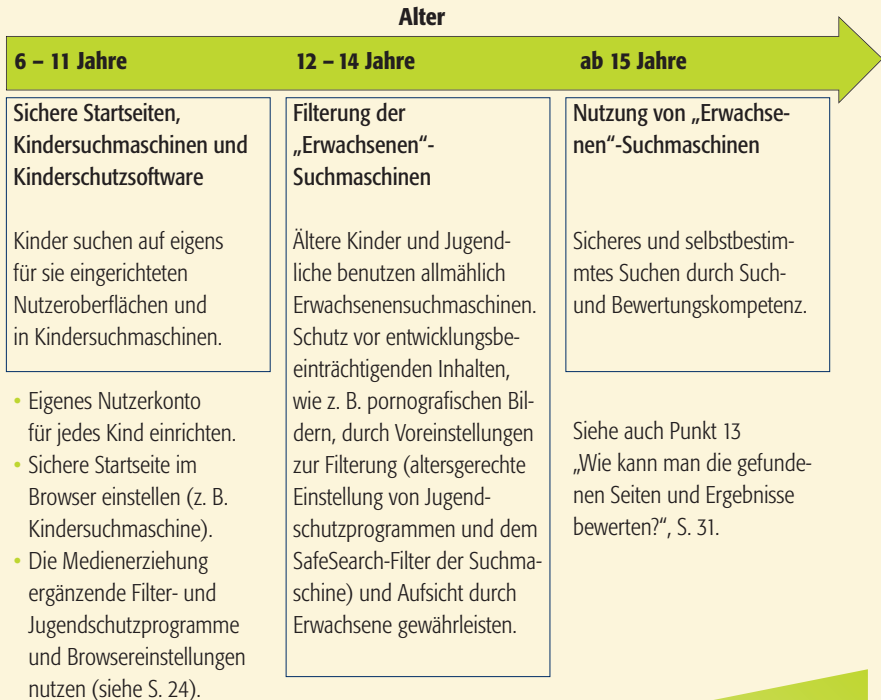 Alter
6 – 11 Jahre
12 – 14 Jahre
ab 15 Jahre
Sichere Startseiten,
Kindersuchmaschinen und
Kinderschutzsoftware
Kinder suchen auf eigens
für sie eingerichteten
Nutzeroberflächen und
in Kindersuchmaschinen.
• Eigenes Nutzerkonto
für jedes Kind einrichten.
• Sichere Startseite im
Browser einstellen (z. B.
Kindersuchmaschine).
• Die Medienerziehung
ergänzende Filter- und
Jugendschutzprogramme
und Browsereinstellungen
nutzen (siehe S. 24).
Filterung der
„Erwachsenen“-
Suchmaschinen
Ältere Kinder und Jugend-
liche benutzen allmählich
Erwachsenensuchmaschinen.
Schutz vor entwicklungsbe-
einträchtigenden Inhalten,
wie z. B. pornografischen Bil-
dern, durch Voreinstellungen
zur Filterung (altersgerechte
Einstellung von Jugend-
schutzprogrammen und dem
SafeSearch-Filter der Suchma-
schine) und Aufsicht durch
Erwachsene gewährleisten.
Nutzung von „Erwachse-
nen“-Suchmaschinen
Sicheres und selbstbestim-
mtes Suchen durch Such-
und Bewertungskompetenz.
Siehe auch Punkt 13
„Wie kann man die gefunde-
nen Seiten und Ergebnisse
bewerten?“, S. 31.